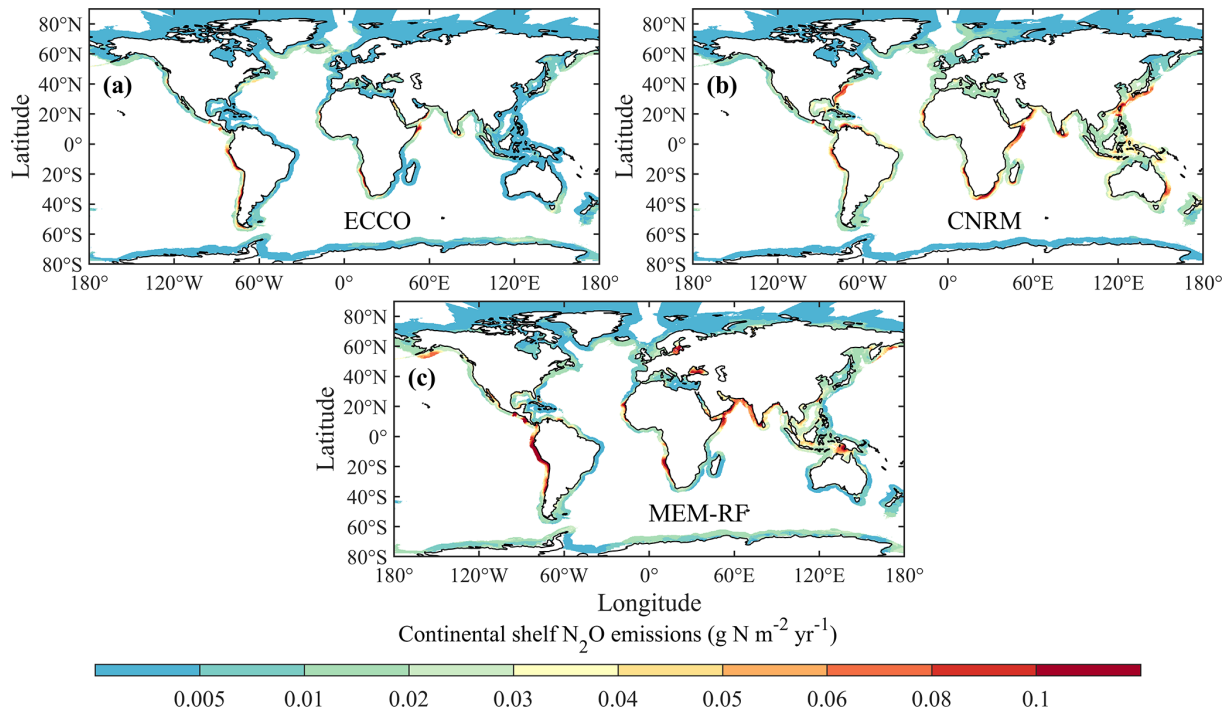 80°N
60°N
40°N
20°N
0°
20°S
40°S
60°S
80°S
Latitude
(a)
ECCO
180°
120°W
60°W
0°
60°E
120°E
180°
80°N
60°N
40°N
20°N
0°
20°S
40°S
60°S
80°S
Latitude
(b)
CNRM
180°
120°W
60°W
0°
60°E
120°E
180°
80°N
60°N
40°N
20°N
0°
20°S
40°S
60°S
80°S
Latitude
(c)
MEM-RF
180°
120°W
60°W
0°
60°E
120°E
180°
Longitude
Continental shelf N₂O emissions (g N m⁻² yr⁻¹)
0.005 0.01 0.02 0.03 0.04 0.05 0.06 0.08 0.1